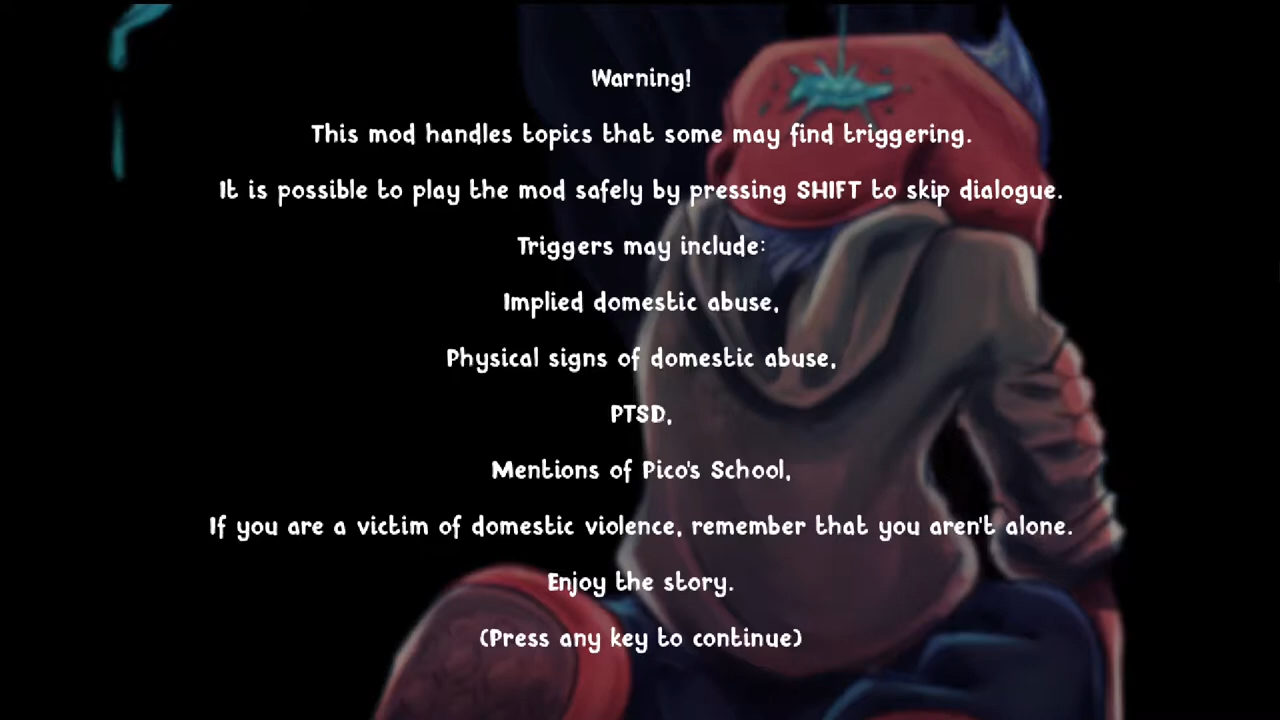 Warning!
This mod handles topics that some may find triggering.
It is possible to play the mod safely by pressing SHIFT to skip dialogue.
Triggers may include:
Implied domestic abuse,
Physical signs of domestic abuse,
PTSD,
Mentions of Pico's School,
If you are a victim of domestic violence, remember that you aren't alone.
Enjoy the story.
(Press any key to continue)